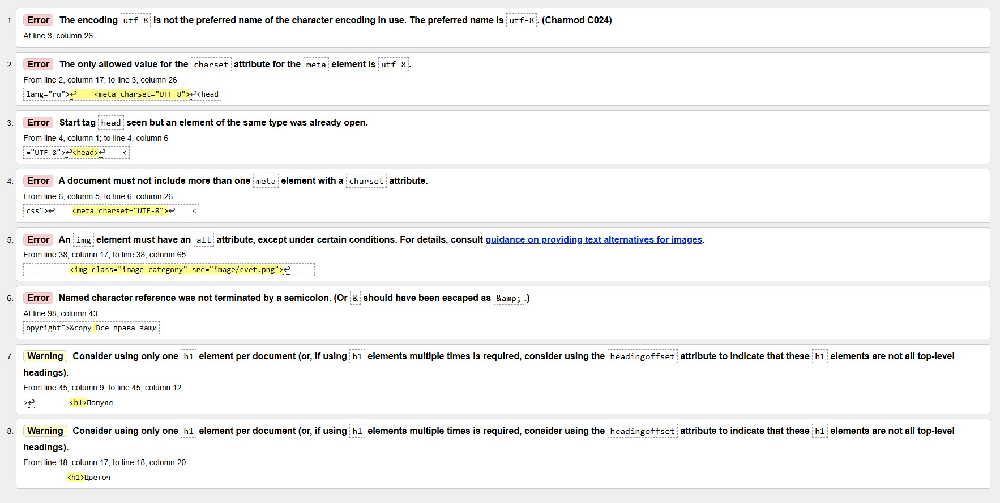 1. Error The encoding utf 8 is not the preferred name of the character encoding in use. The preferred name is utf-8. (Charmod C024)
At line 3, column 26
2. Error The only allowed value for the charset attribute for the meta element is utf-8.
From line 2, column 17; to line 3, column 26
lang="ru">↩    <meta charset="UTF 8">↩<head
3. Error Start tag head seen but an element of the same type was already open.
From line 4, column 1; to line 4, column 6
="UTF 8">↩<head>↩    <
4. Error A document must not include more than one meta element with a charset attribute.
From line 6, column 5; to line 6, column 26
css">↩    <meta charset="UTF-8">↩    <
5. Error An img element must have an alt attribute, except under certain conditions. For details, consult guidance on providing text alternatives for images.
From line 38, column 17; to line 38, column 65
<img class="image-category" src="image/cvet.png">↩
6. Error Named character reference was not terminated by a semicolon. (Or & should have been escaped as &amp;.)
At line 98, column 43
opyright">&copy Все права защи
7. Warning Consider using only one h1 element per document (or, if using h1 elements multiple times is required, consider using the headingoffset attribute to indicate that these h1 elements are not all top-level
headings).
From line 45, column 9; to line 45, column 12
>↩        <h1>Популя
8. Warning Consider using only one h1 element per document (or, if using h1 elements multiple times is required, consider using the headingoffset attribute to indicate that these h1 elements are not all top-level
headings).
From line 18, column 17; to line 18, column 20
<h1>Цветоч